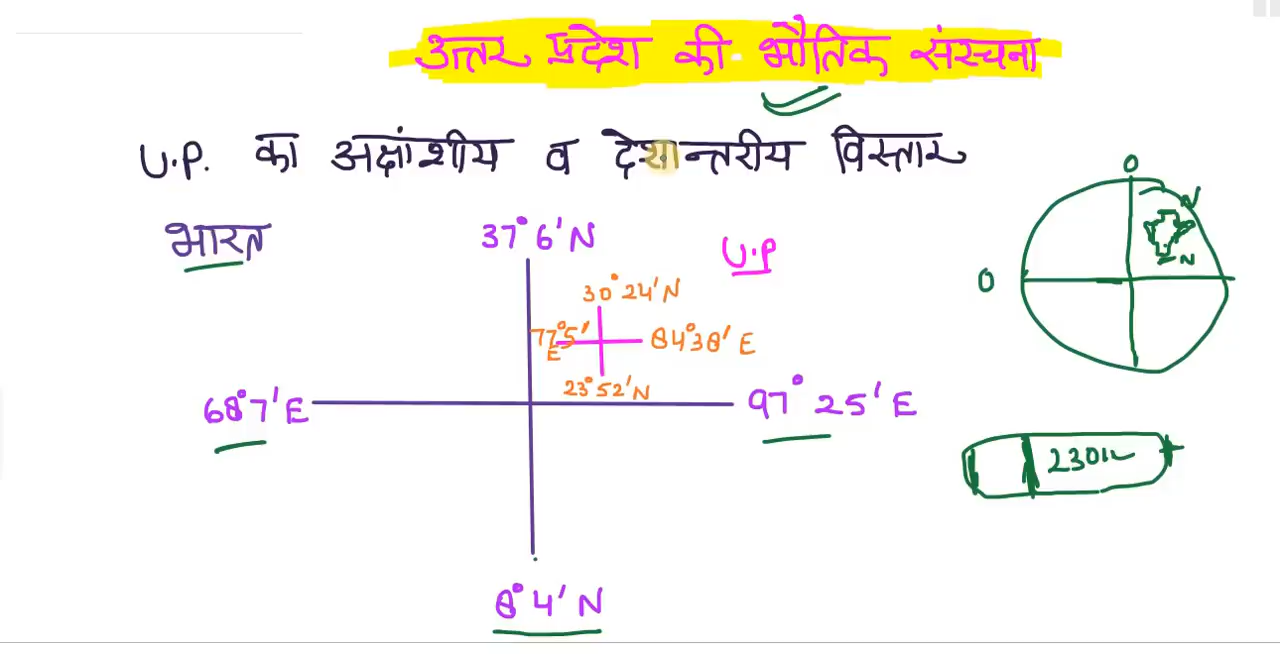 उत्तर प्रदेश की भौतिक संरचना
U.P. का अक्षांशीय व देशान्तरीय विस्तार
भारत
37°6'N
U.P
30°24'N
77°5' E
84°38' E
23°52'N
68°7'E
97°25'E
8°4'N
0
0
N
N